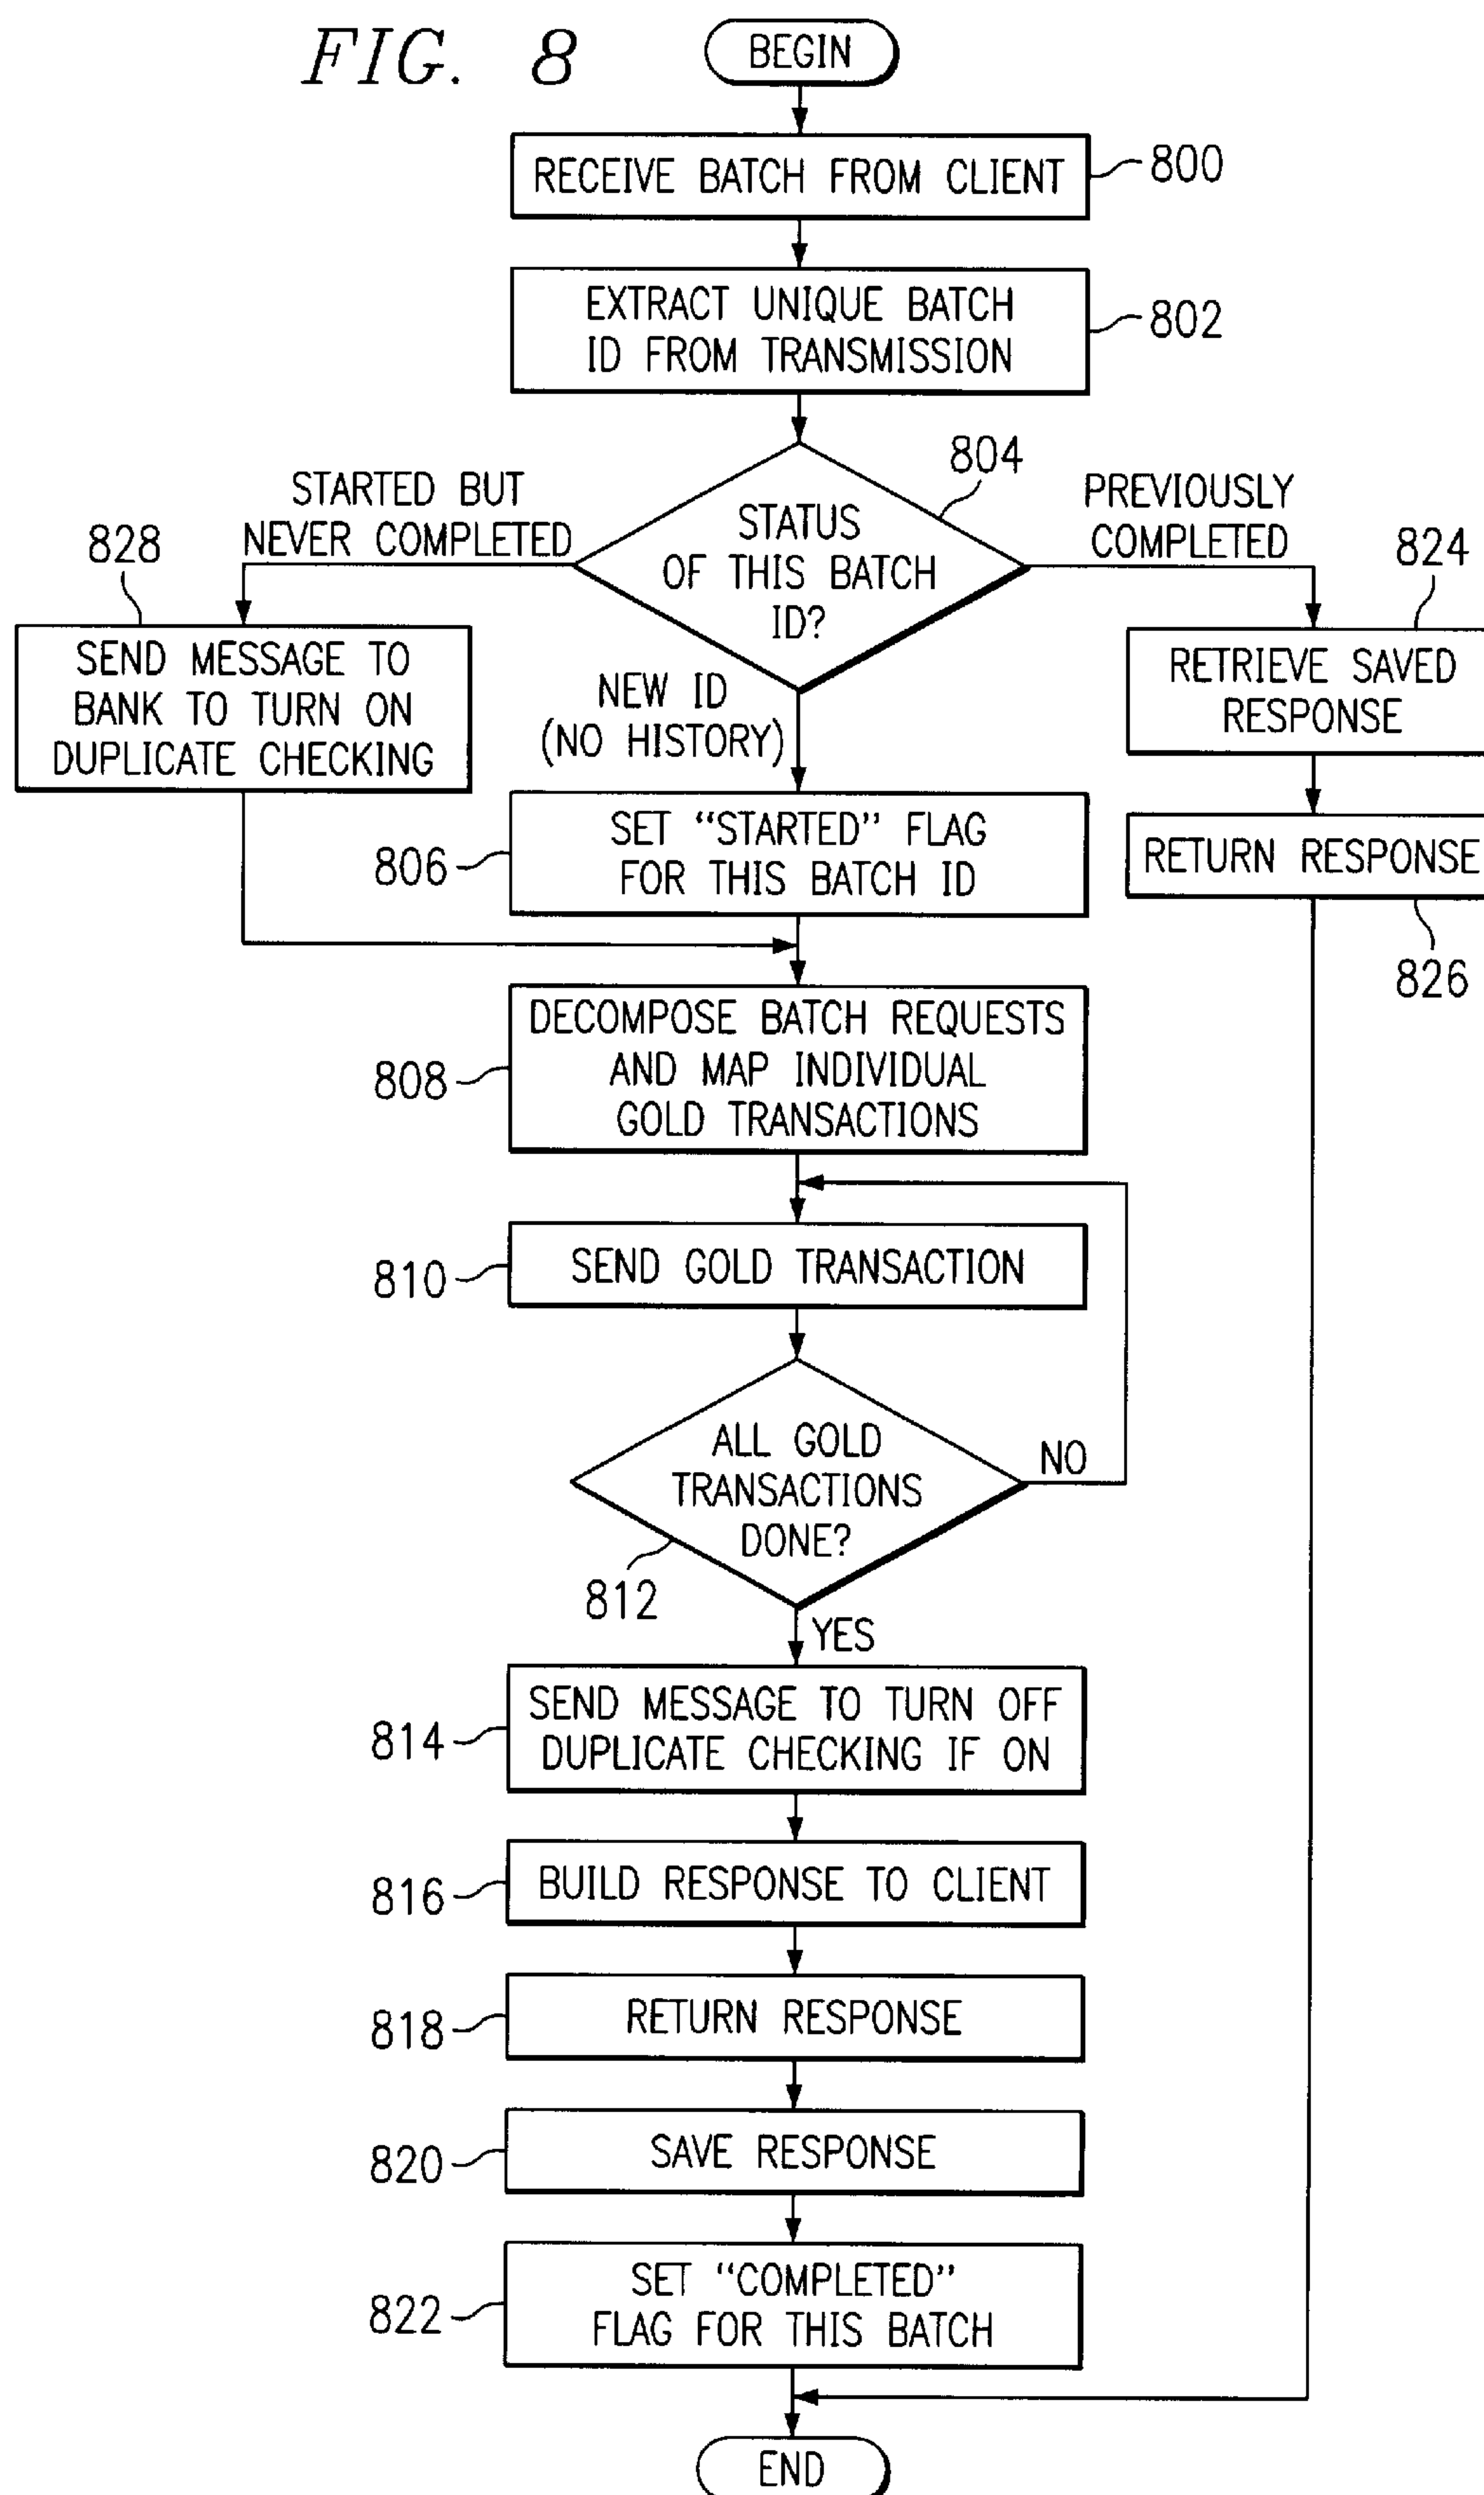 FIG. 8
BEGIN
RECEIVE BATCH FROM CLIENT
800
EXTRACT UNIQUE BATCH
ID FROM TRANSMISSION
802
804
STATUS
OF THIS BATCH
ID?
STARTED BUT
NEVER COMPLETED
PREVIOUSLY
COMPLETED
828
SEND MESSAGE TO
BANK TO TURN ON
DUPLICATE CHECKING
824
RETRIEVE SAVED
RESPONSE
NEW ID
(NO HISTORY)
SET “STARTED” FLAG
FOR THIS BATCH ID
806
RETURN RESPONSE
826
DECOMPOSE BATCH REQUESTS
AND MAP INDIVIDUAL
GOLD TRANSACTIONS
808
SEND GOLD TRANSACTION
810
ALL GOLD
TRANSACTIONS
DONE?
NO
812
YES
SEND MESSAGE TO TURN OFF
DUPLICATE CHECKING IF ON
814
BUILD RESPONSE TO CLIENT
816
RETURN RESPONSE
818
SAVE RESPONSE
820
SET “COMPLETED”
FLAG FOR THIS BATCH
822
END